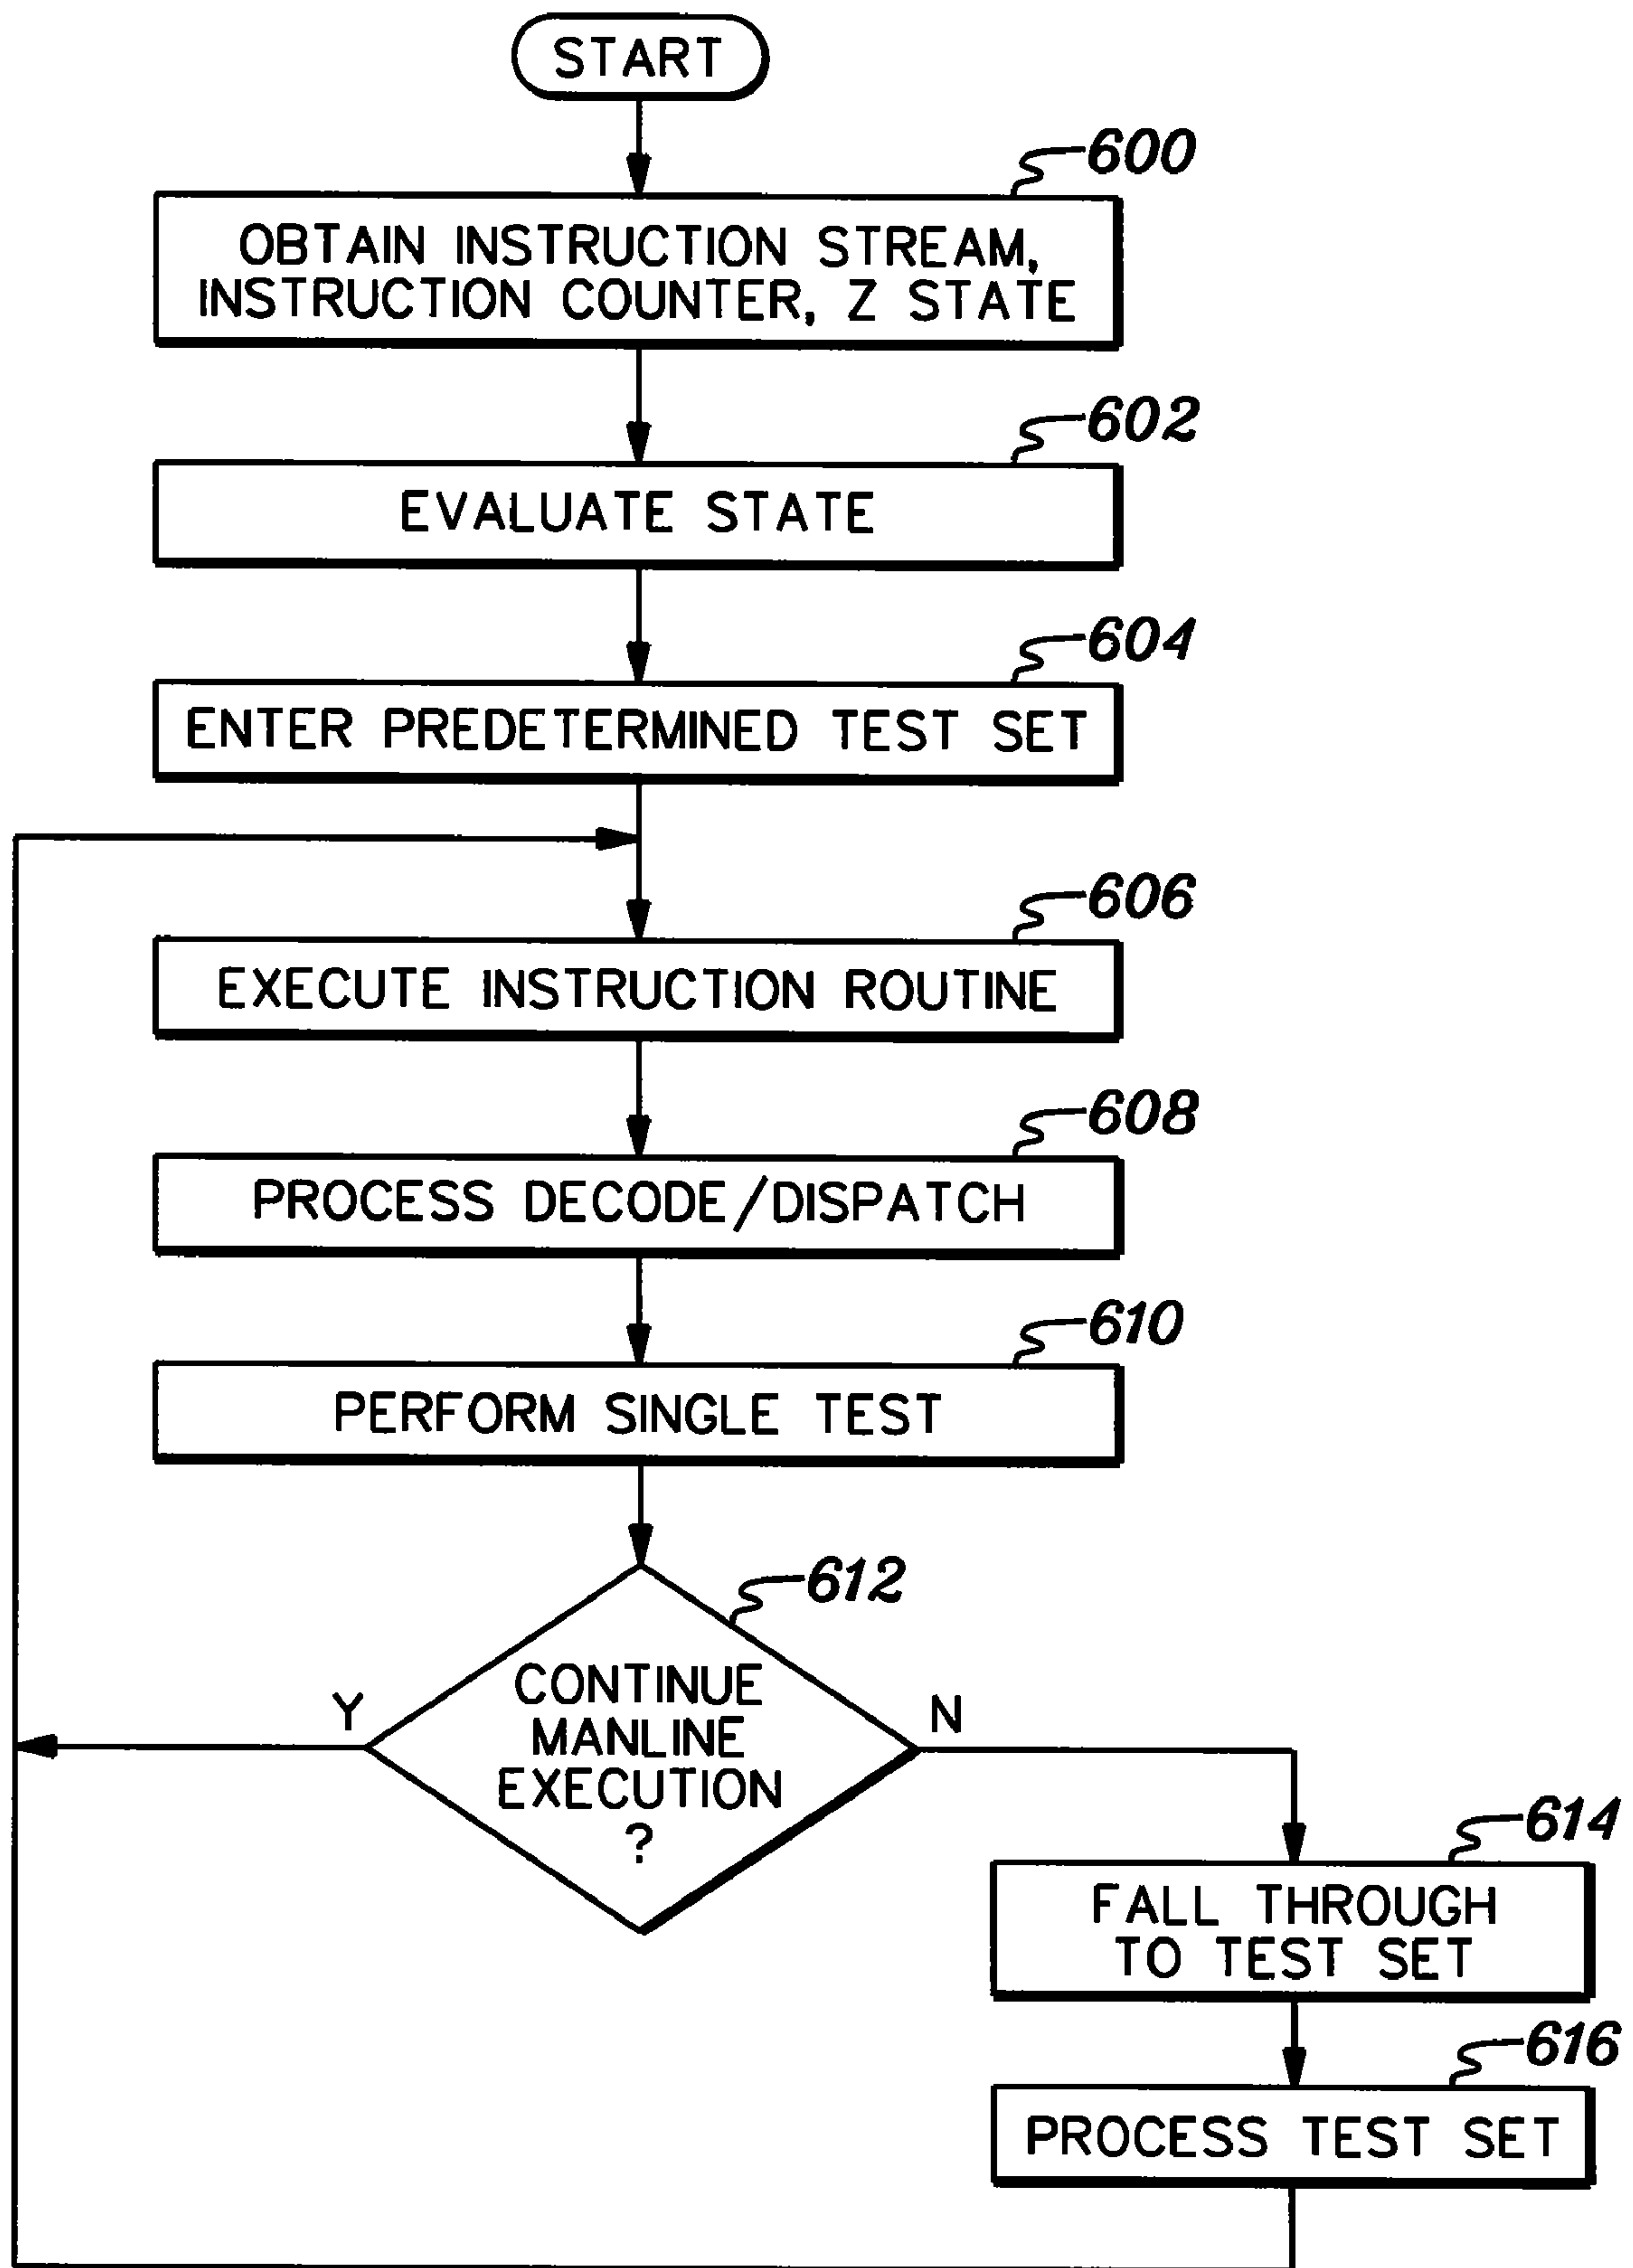 START
600
OBTAIN INSTRUCTION STREAM,
INSTRUCTION COUNTER, Z STATE
602
EVALUATE STATE
604
ENTER PREDETERMINED TEST SET
606
EXECUTE INSTRUCTION ROUTINE
608
PROCESS DECODE/DISPATCH
610
PERFORM SINGLE TEST
612
CONTINUE
MANLINE
EXECUTION
?
Y
N
614
FALL THROUGH
TO TEST SET
616
PROCESS TEST SET